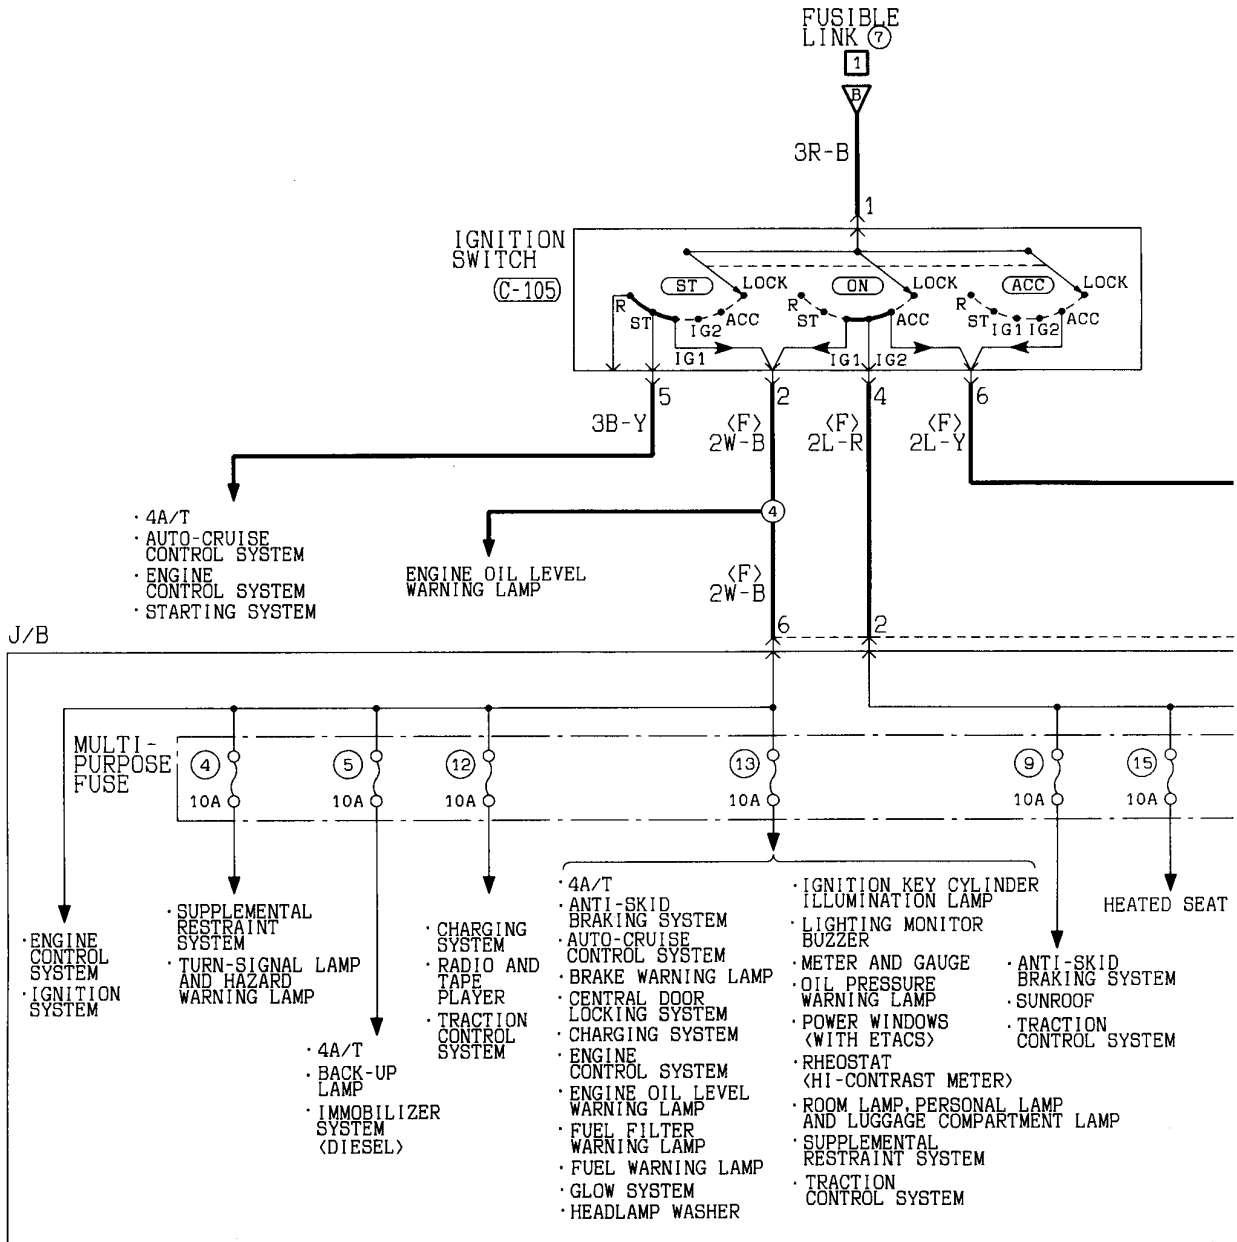 FUSIBLE
LINK 7
1
B
3R-B
1
IGNITION
SWITCH
(C-105)
R
ST
IG1
IG2
ACC
LOCK
ST
R
ST
IG1
IG2
ACC
LOCK
ON
R
ST
IG1 IG2
ACC
LOCK
ACC
5
2
4
6
3B-Y
<F>
2W-B
<F>
2L-R
<F>
2L-Y
4
· 4A/T
· AUTO-CRUISE
CONTROL SYSTEM
· ENGINE
CONTROL SYSTEM
· STARTING SYSTEM
ENGINE OIL LEVEL
WARNING LAMP
<F>
2W-B
6
2
J/B
MULTI-
PURPOSE
FUSE
4
10A
5
10A
12
10A
13
10A
9
10A
15
10A
· ENGINE
CONTROL
SYSTEM
· IGNITION
SYSTEM
· SUPPLEMENTAL
RESTRAINT
SYSTEM
· TURN-SIGNAL LAMP
AND HAZARD
WARNING LAMP
· 4A/T
· BACK-UP
LAMP
· IMMOBILIZER
SYSTEM
<DIESEL>
· CHARGING
SYSTEM
· RADIO AND
TAPE
PLAYER
· TRACTION
CONTROL
SYSTEM
· 4A/T
· ANTI-SKID
BRAKING SYSTEM
· AUTO-CRUISE
CONTROL SYSTEM
· BRAKE WARNING LAMP
· CENTRAL DOOR
LOCKING SYSTEM
· CHARGING SYSTEM
· ENGINE
CONTROL SYSTEM
· ENGINE OIL LEVEL
WARNING LAMP
· FUEL FILTER
WARNING LAMP
· FUEL WARNING LAMP
· GLOW SYSTEM
· HEADLAMP WASHER
· IGNITION KEY CYLINDER
ILLUMINATION LAMP
· LIGHTING MONITOR
BUZZER
· METER AND GAUGE
· OIL PRESSURE
WARNING LAMP
· POWER WINDOWS
<WITH ETACS>
· RHEOSTAT
<HI-CONTRAST METER>
· ROOM LAMP, PERSONAL LAMP
AND LUGGAGE COMPARTMENT LAMP
· SUPPLEMENTAL
RESTRAINT SYSTEM
· TRACTION
CONTROL SYSTEM
· ANTI-SKID
BRAKING SYSTEM
· SUNROOF
· TRACTION
CONTROL SYSTEM
HEATED SEAT